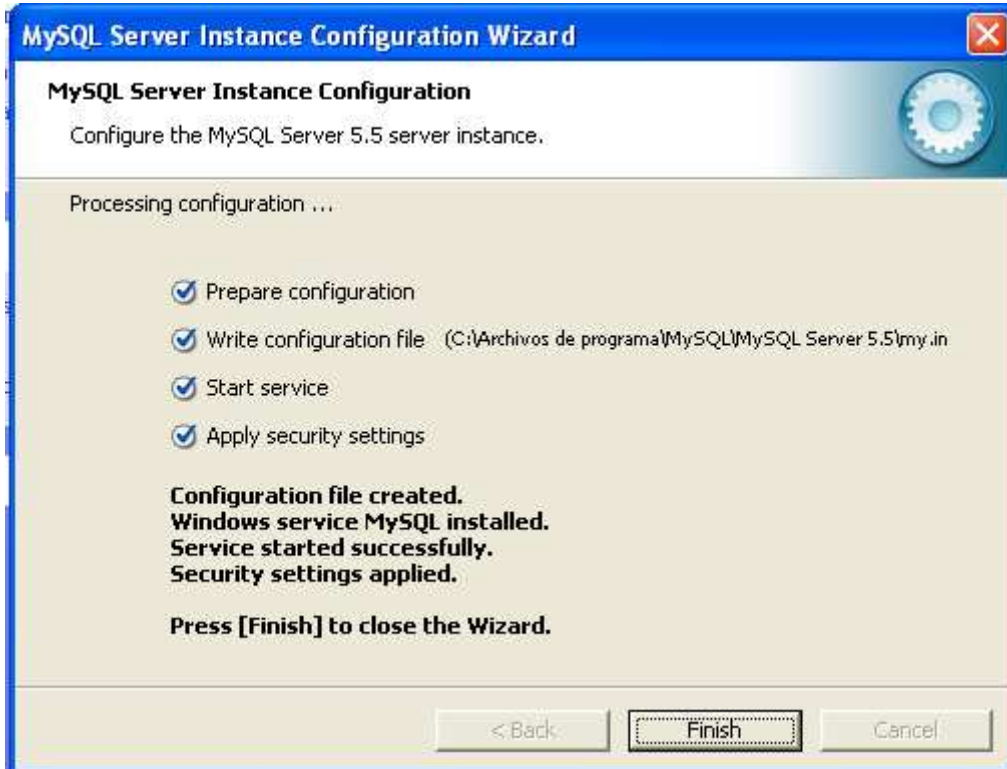 MySQL Server Instance Configuration Wizard
MySQL Server Instance Configuration
Configure the MySQL Server 5.5 server instance.
Processing configuration ...
Prepare configuration
Write configuration file (C:\Archivos de programa\MySQL\MySQL Server 5.5\my.in
Start service
Apply security settings
Configuration file created.
Windows service MySQL installed.
Service started successfully.
Security settings applied.
Press [Finish] to close the Wizard.
< Back Finish Cancel